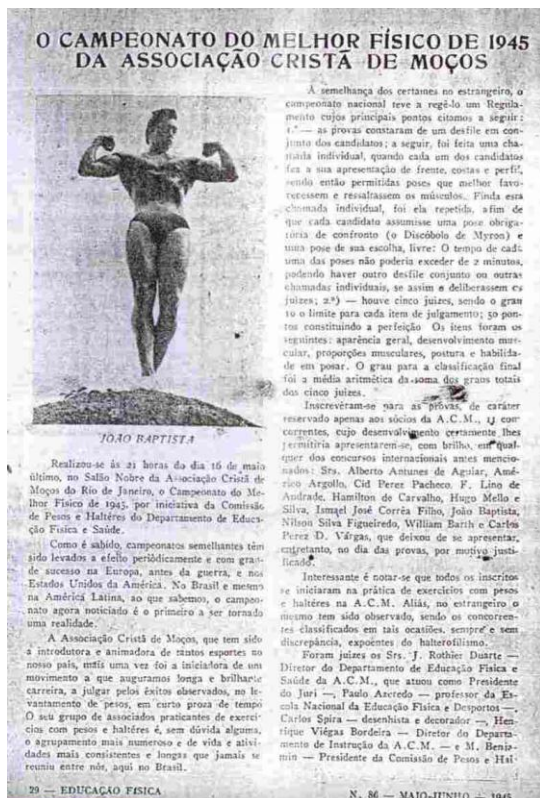 O CAMPEONATO DO MELHOR FÍSICO DE 1945
DA ASSOCIAÇÃO CRISTÃ DE MOÇOS
JOÃO BAPTISTA
Realizou-se às 21 horas do dia 16 de maio
último, no Salão Nobre da Associação Cristã de
Moços do Rio de Janeiro, o Campeonato do Me-
lhor Físico de 1945, por iniciativa da Comissão
de Pesos e Haltéres do Departamento de Educa-
ção Física e Saúde.
Como é sabido, campeonatos semelhantes têm
sido levados a efeito periòdicamente e com gran-
de sucesso na Europa, antes da guerra, e nos
Estados Unidos da América. No Brasil e mesmo
na América Latina, ao que sabemos, o campeo-
nato agora noticiado é o primeiro a ser tornado
uma realidade.
A Associação Cristã de Moços, que tem sido
a introdutora e animadora de tantos esportes no
nosso país, mais uma vez foi a iniciadora de um
movimento a que auguramos longa e brilhante
carreira, a julgar pelos êxitos observados, no le-
vantamento de pesos, em curto prazo de tempo
O seu grupo de associados praticantes de exercí-
cios com pesos e haltéres é, sem dúvida alguma,
o agrupamento mais numeroso e de vida e ativi-
dades mais consistentes e longas que jamais se
reuniu entre nós, aqui no Brasil.
À semelhança dos certames no estrangeiro, o
campeonato nacional teve a regê-lo um Regula-
mento cujos principais pontos citamos a seguir:
1.º — as provas constaram de um desfile em con-
junto dos candidatos; a seguir, foi feita uma cha-
mada individual, quando cada um dos candidatos
fez a sua apresentação de frente, costas e perfil,
sendo então permitidas poses que melhor favo-
recessem e ressaltassem os músculos. Finda esta
chamada individual, foi ela repetida, afim de
que cada candidato assumisse uma pose obriga-
tória de confronto (o Discóbolo de Myron) e
uma pose de sua escolha, livre: O tempo de cada
uma das poses não poderia exceder de 2 minutos,
podendo haver outro desfile conjunto ou outras
chamadas individuais, se assim o deliberassem os
juizes; 2.º) — houve cinco juizes, sendo o grau
10 o limite para cada item de julgamento; 50 pon-
tos constituindo a perfeição Os itens foram os
seguintes: aparência geral, desenvolvimento mus-
cular, proporções musculares, postura e habilida-
de em posar. O grau para a classificação final
foi a média aritmética da soma dos graus totais
dos cinco juizes.
Inscreveram-se para as provas, de caráter
reservado apenas aos sócios da A.C.M., 13 con-
correntes, cujo desenvolvimento certamente lhes
permitiria apresentarem-se, com brilho, em qual-
quer dos concursos internacionais antes mencio-
nados: Srs. Alberto Antunes de Aguiar, Amé-
rico Argollo, Cid Perez Pacheco, F. Lino de
Andrade, Hamilton de Carvalho, Hugo Mello e
Silva, Ismael José Corrêa Filho, João Baptista,
Nilson Silva Figueiredo, William Barth e Carlos
Perez D. Vargas, que deixou de se apresentar,
entretanto, no dia das provas, por motivo justi-
ficado.
Interessante é notar-se que todos os inscritos
se iniciaram na prática de exercícios com pesos
e haltéres na A.C.M. Aliás, no estrangeiro o
mesmo tem sido observado, sendo os concorren-
tes classificados em tais ocasiões, sempre e sem
discrepância, expoentes do halterofilismo.
Foram juizes os Srs. J. Rothier Duarte —
Diretor do Departamento de Educação Física e
Saúde da A.C.M., que atuou como Presidente
do Juri —, Paulo Azeredo — professor da Es-
cola Nacional da Educação Física e Desportos —,
Carlos Spira — desenhista e decorador —, Hen-
rique Viégas Bordeira — Diretor do Departa-
mento de Instrução da A.C.M. — e M. Benja-
min — Presidente da Comissão de Pesos e Hal-
29 — EDUCAÇÃO FÍSICA
N. 86 — MAIO-JUNHO — 1945